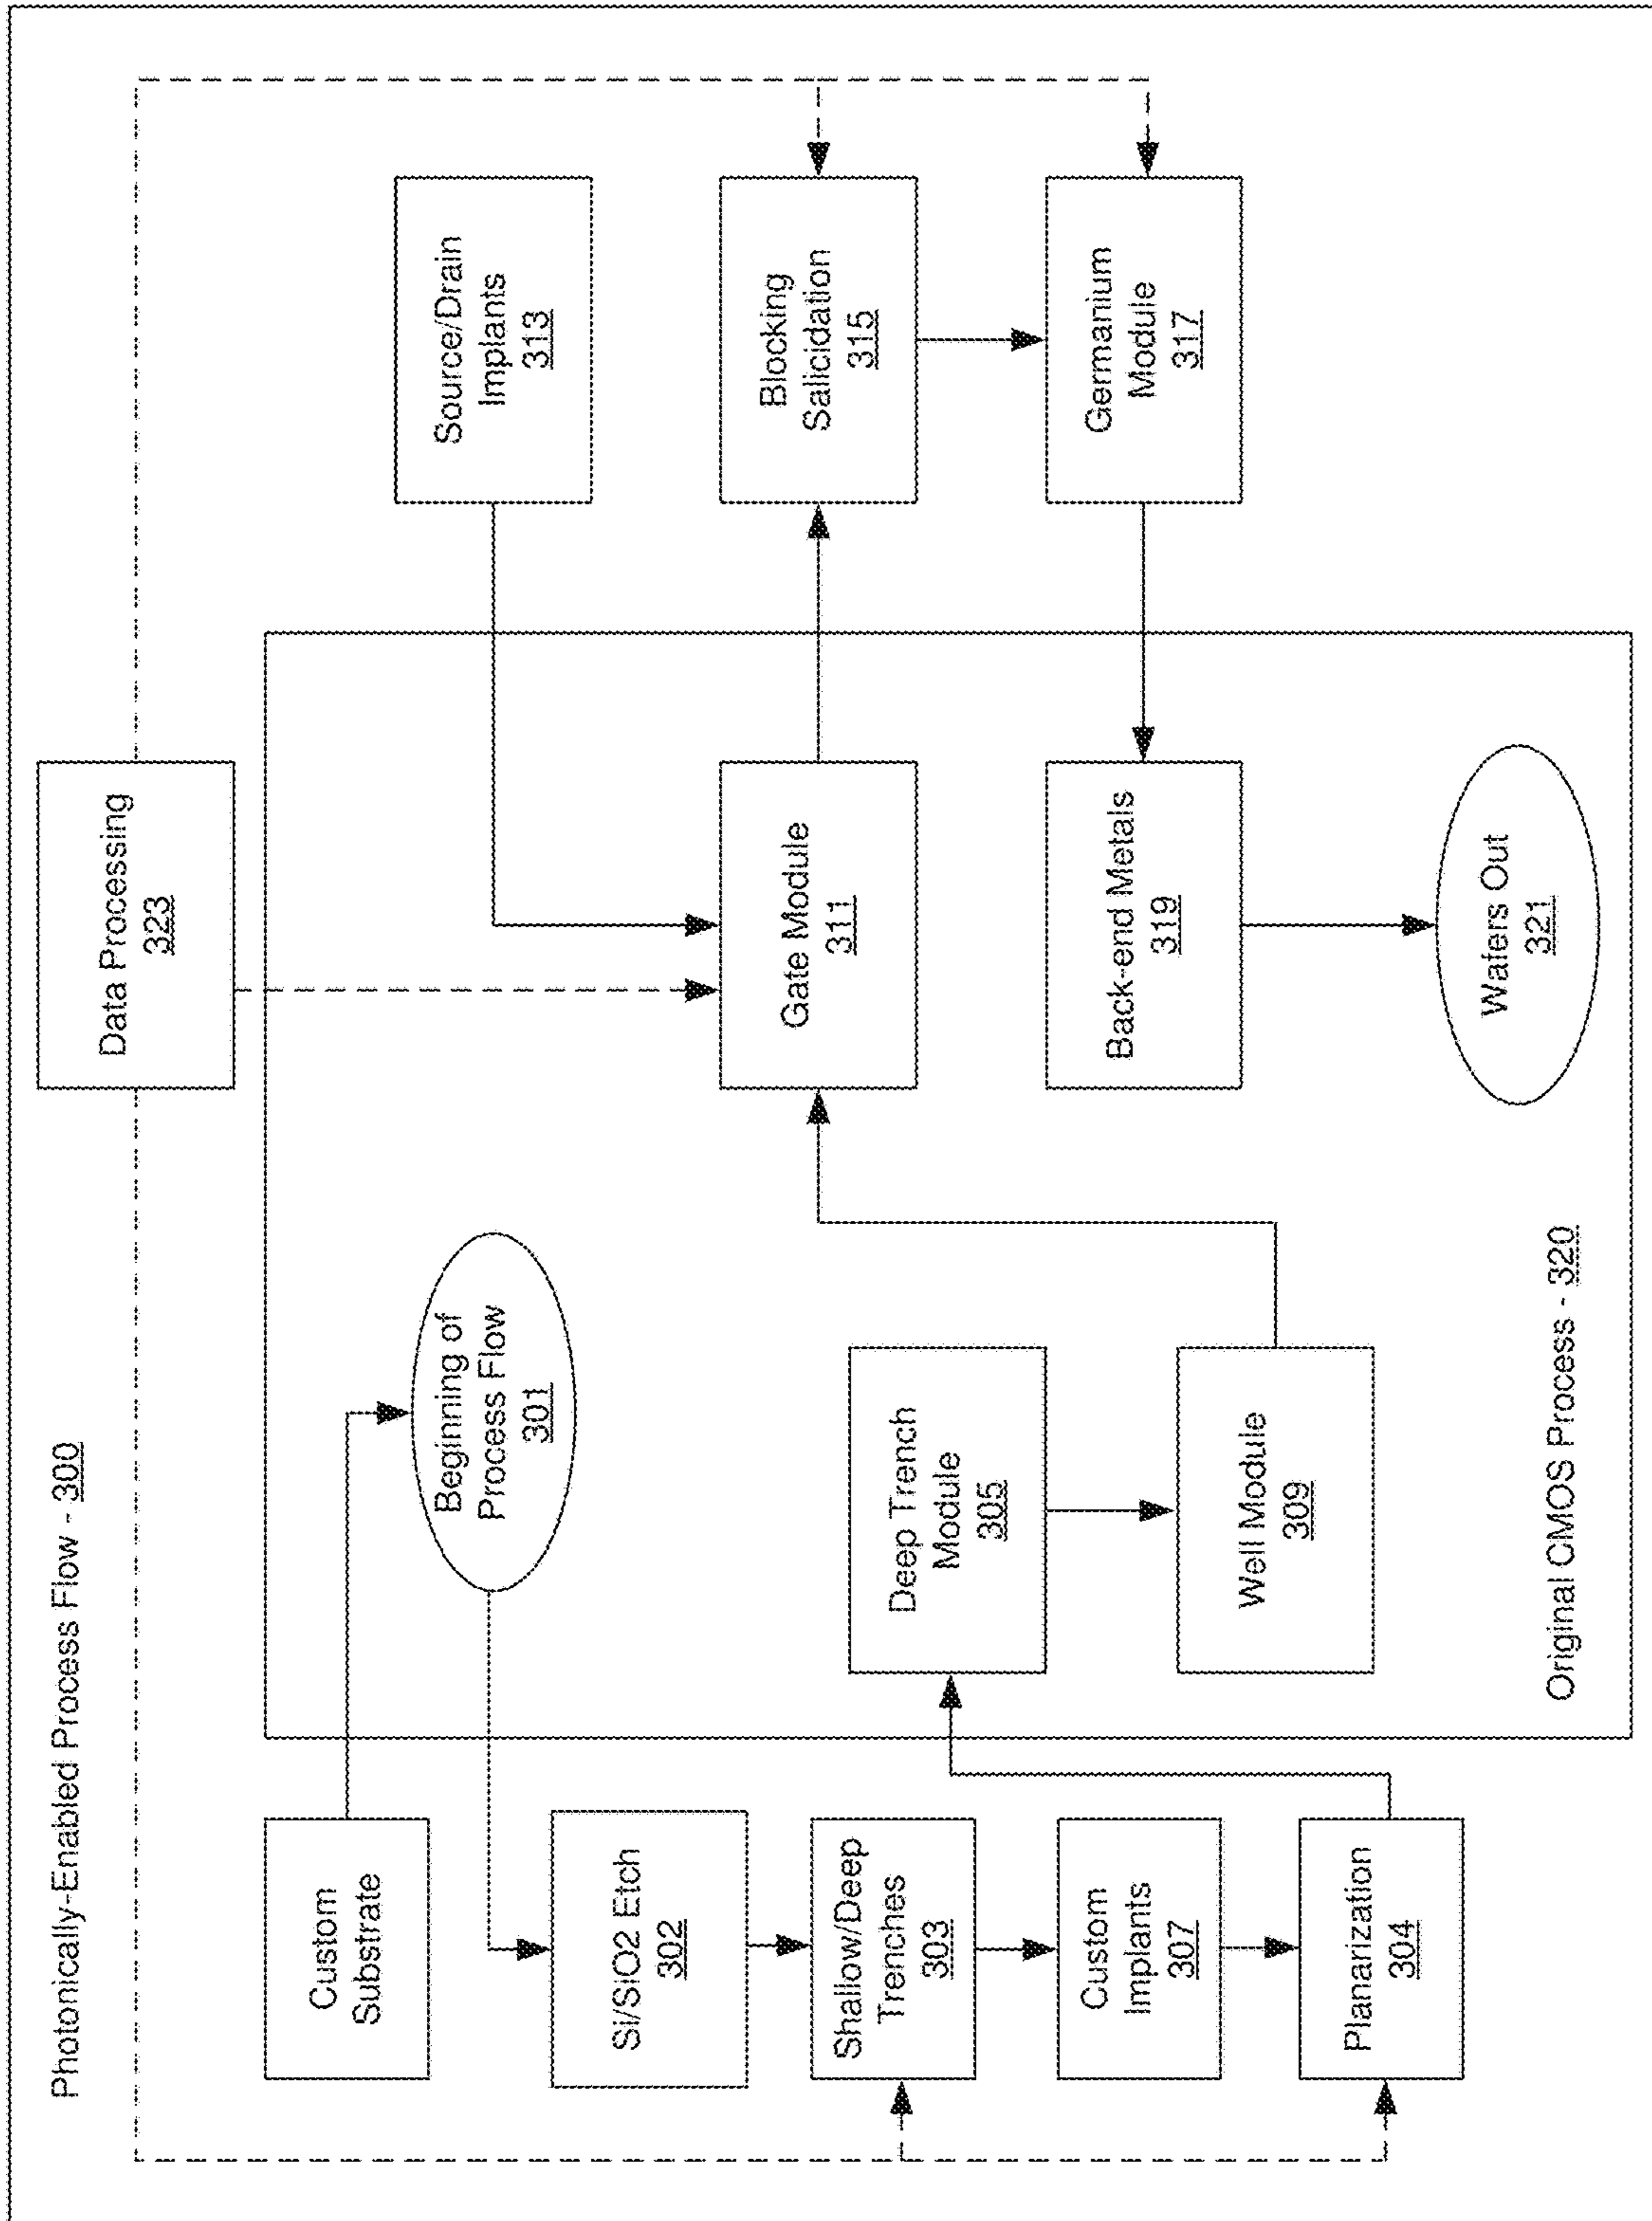 Photonically-Enabled Process Flow - 300
Data Processing
323
Custom
Substrate
Beginning of
Process Flow
301
Source/Drain
Implants
313
Si/SiO2 Etch
302
Shallow/Deep
Trenches
303
Deep Trench
Module
305
Gate Module
311
Blocking
Salicidation
315
Custom
Implants
307
Well Module
309
Back-end Metals
319
Germanium
Module
317
Planarization
304
Original CMOS Process - 320
Wafers Out
321